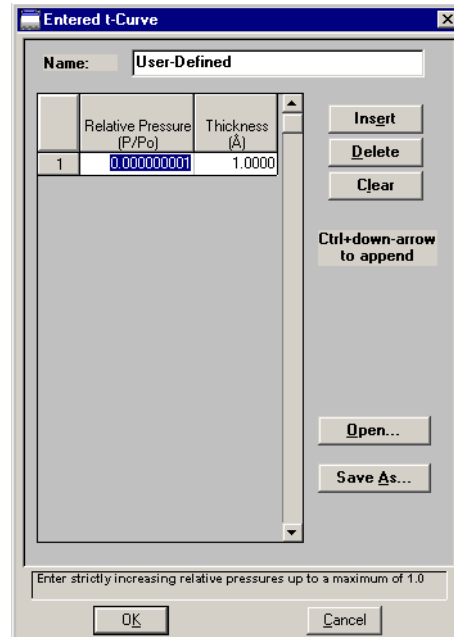 Entered t-Curve
Name: User-Defined
Relative Pressure Thickness
(P/Po) (Å)
1 0.000000001 1.0000
Insert
Delete
Clear
Ctrl+down-arrow
to append
Open...
Save As...
Enter strictly increasing relative pressures up to a maximum of 1.0
OK Cancel